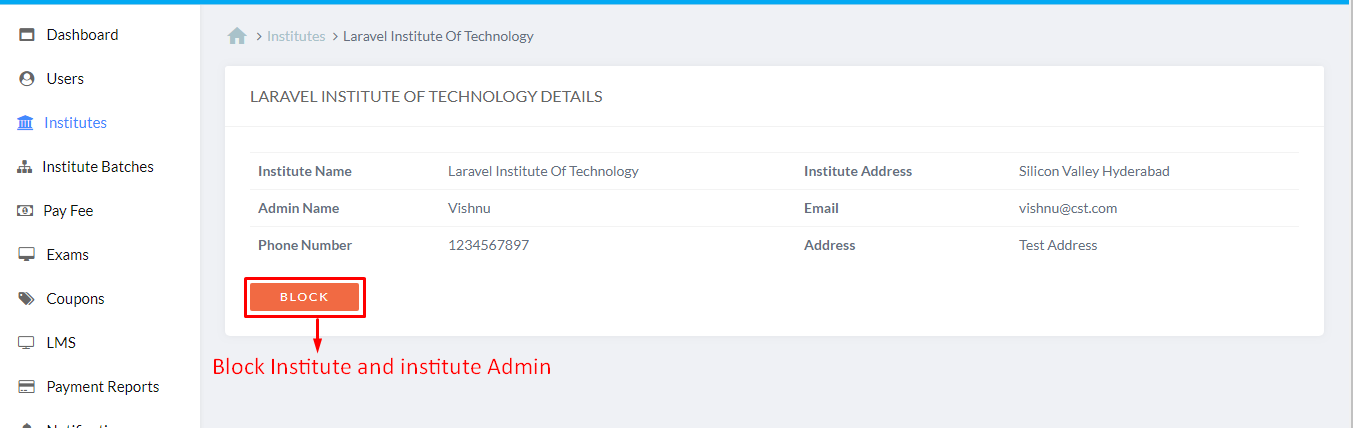 Dashboard
Users
Institutes
Institute Batches
Pay Fee
Exams
Coupons
LMS
Payment Reports
> Institutes > Laravel Institute Of Technology
LARAVEL INSTITUTE OF TECHNOLOGY DETAILS
Institute Name Laravel Institute Of Technology Institute Address Silicon Valley Hyderabad
Admin Name Vishnu Email vishnu@cst.com
Phone Number 1234567897 Address Test Address
BLOCK
Block Institute and institute Admin